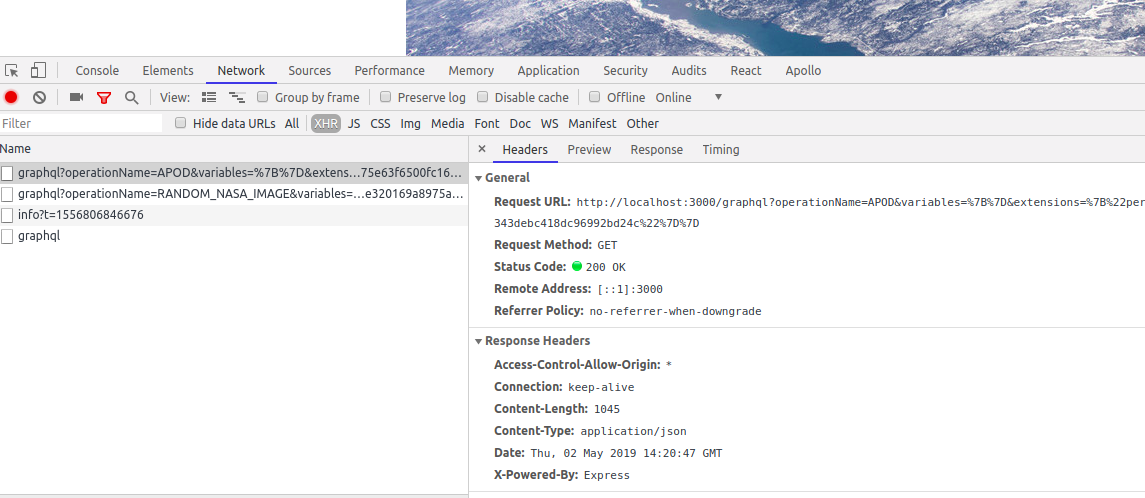 Console Elements Network Sources Performance Memory Application Security Audits React Apollo
View: Group by frame Preserve log Disable cache Offline Online
Filter Hide data URLs All XHR JS CSS Img Media Font Doc WS Manifest Other
Name
graphql?operationName=APOD&variables=%7B%7D&extens…75e63f6500fc16…
graphql?operationName=RANDOM_NASA_IMAGE&variables=…e320169a8975a…
info?t=1556806846676
graphql
× Headers Preview Response Timing
General
Request URL: http://localhost:3000/graphql?operationName=APOD&variables=%7B%7D&extensions=%7B%22per
343debc418dc96992bd24c%22%7D%7D
Request Method: GET
Status Code: 200 OK
Remote Address: [::1]:3000
Referrer Policy: no-referrer-when-downgrade
Response Headers
Access-Control-Allow-Origin: *
Connection: keep-alive
Content-Length: 1045
Content-Type: application/json
Date: Thu, 02 May 2019 14:20:47 GMT
X-Powered-By: Express